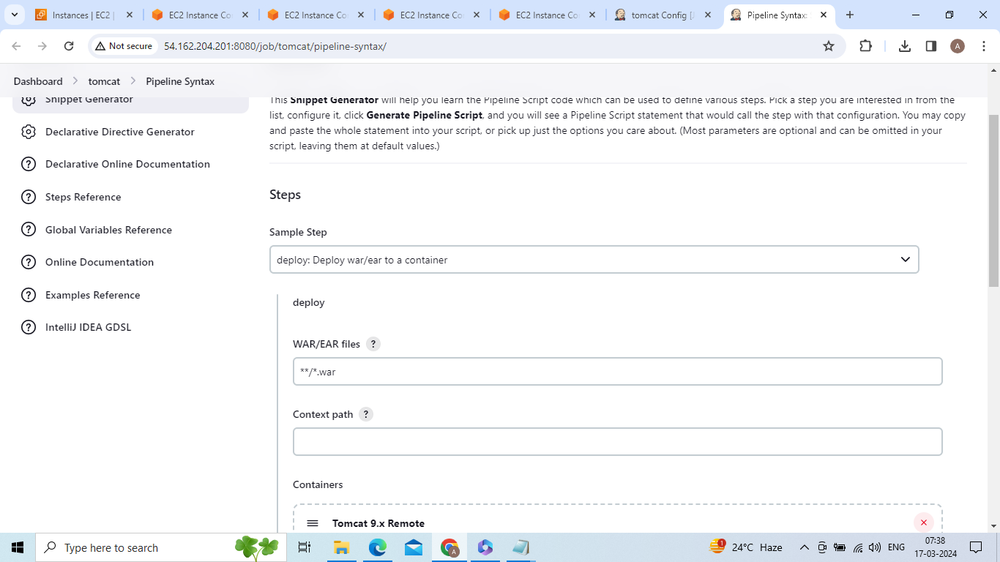 Instances | EC2 |
EC2 Instance Co
EC2 Instance Co
EC2 Instance Co
EC2 Instance Co
tomcat Config [J
Pipeline Syntax:
Not secure
54.162.204.201:8080/job/tomcat/pipeline-syntax/
A
Dashboard
tomcat
Pipeline Syntax
Snippet Generator
Declarative Directive Generator
Declarative Online Documentation
Steps Reference
Global Variables Reference
Online Documentation
Examples Reference
IntelliJ IDEA GDSL
This Snippet Generator will help you learn the Pipeline Script code which can be used to define various steps. Pick a step you are interested in from the
list, configure it, click Generate Pipeline Script, and you will see a Pipeline Script statement that would call the step with that configuration. You may copy
and paste the whole statement into your script, or pick up just the options you care about. (Most parameters are optional and can be omitted in your
script, leaving them at default values.)
Steps
Sample Step
deploy: Deploy war/ear to a container
deploy
WAR/EAR files ?
**/*.war
Context path ?
Containers
Tomcat 9.x Remote
Type here to search
A
1
24°C Haze
ENG
07:38
17-03-2024